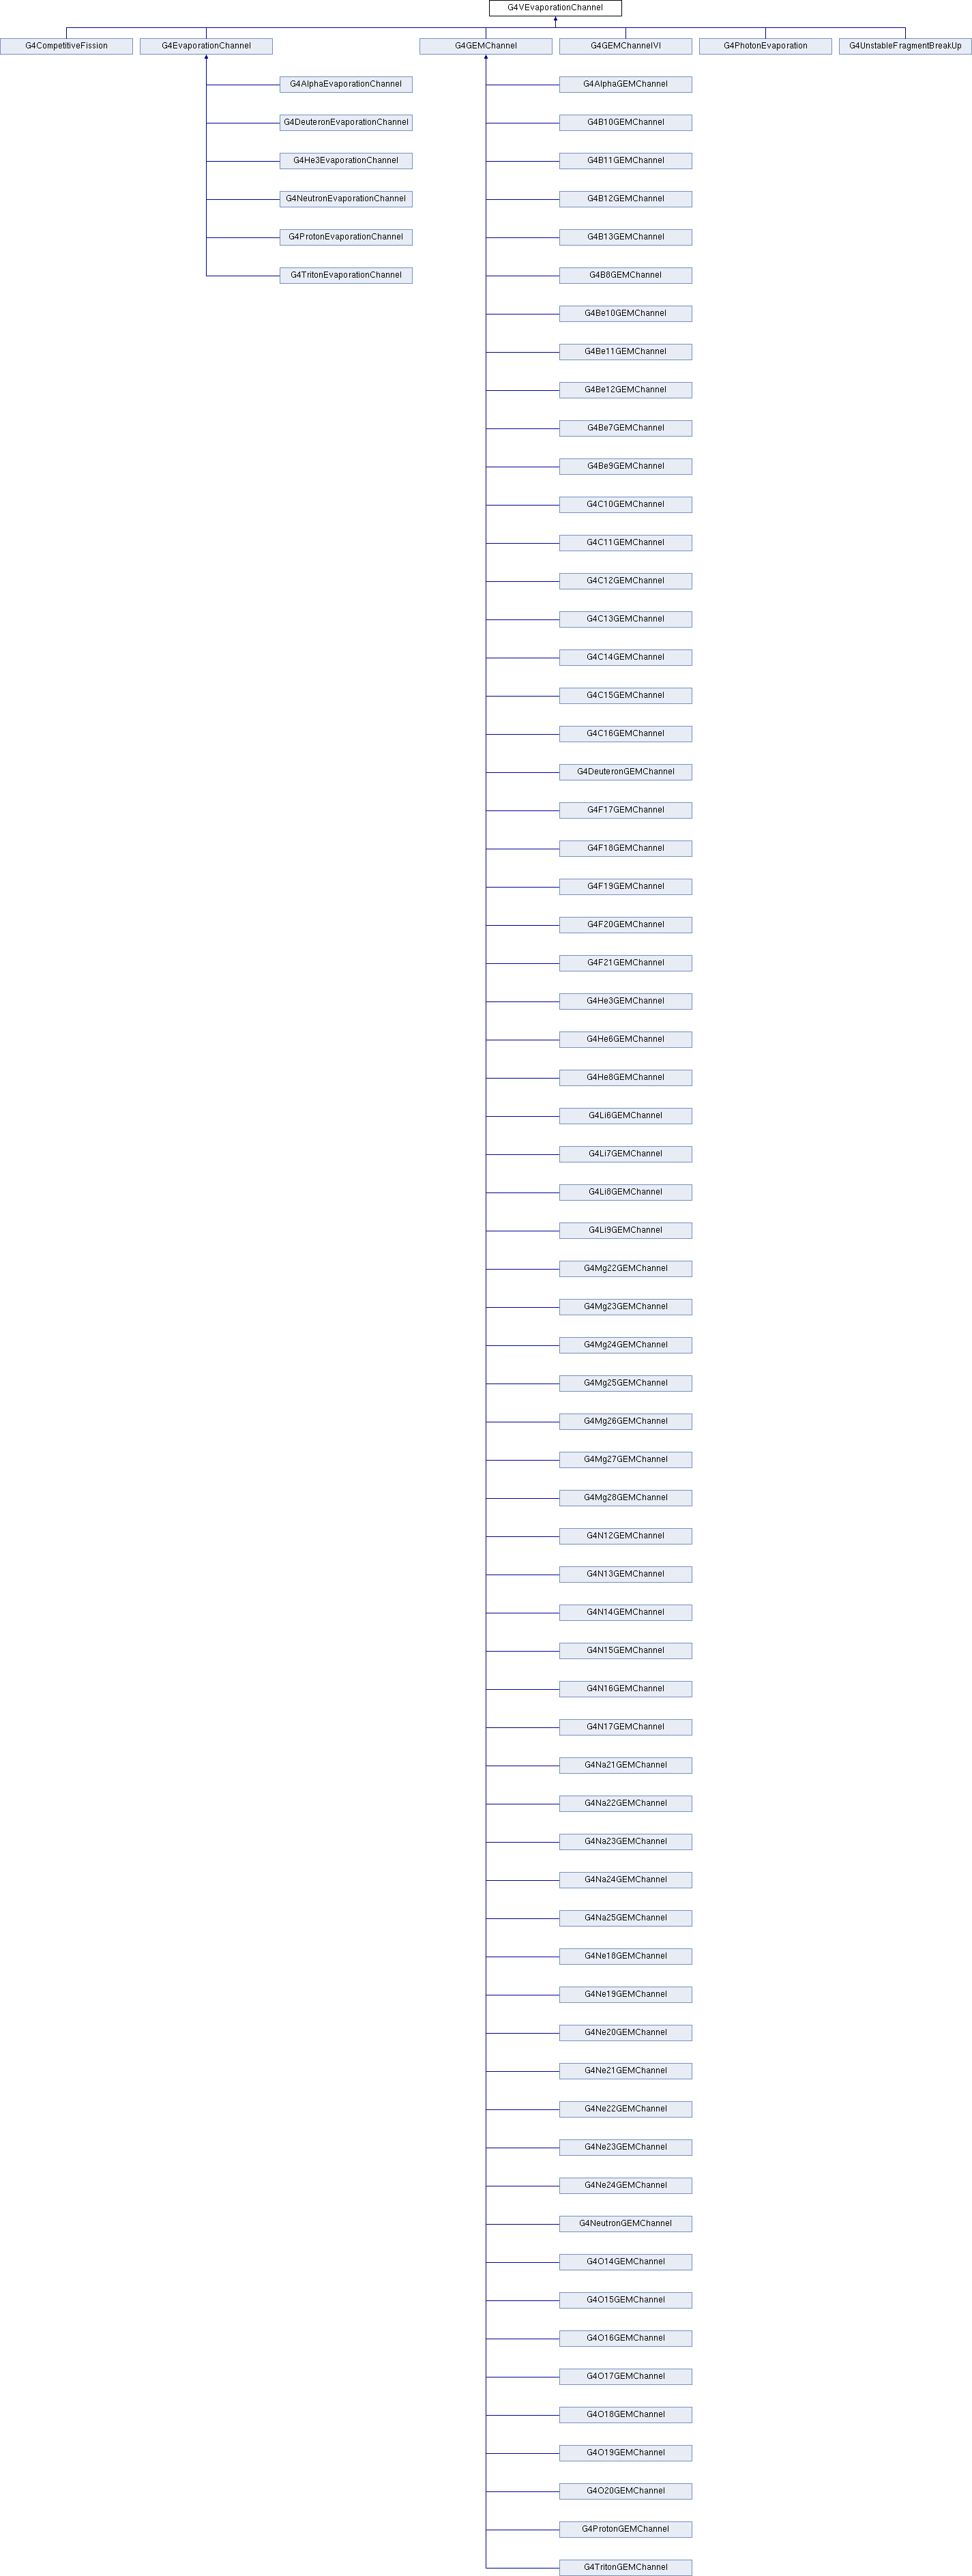 G4VEvaporationChannel
G4CompetitiveFission G4EvaporationChannel G4GEMChannel G4GEMChannelVI G4PhotonEvaporation G4UnstableFragmentBreakUp
G4AlphaEvaporationChannel G4AlphaGEMChannel
G4DeuteronEvaporationChannel G4B10GEMChannel
G4He3EvaporationChannel G4B11GEMChannel
G4NeutronEvaporationChannel G4B12GEMChannel
G4ProtonEvaporationChannel G4B13GEMChannel
G4TritonEvaporationChannel G4B8GEMChannel
G4Be10GEMChannel
G4Be11GEMChannel
G4Be12GEMChannel
G4Be7GEMChannel
G4Be9GEMChannel
G4C10GEMChannel
G4C11GEMChannel
G4C12GEMChannel
G4C13GEMChannel
G4C14GEMChannel
G4C15GEMChannel
G4C16GEMChannel
G4DeuteronGEMChannel
G4F17GEMChannel
G4F18GEMChannel
G4F19GEMChannel
G4F20GEMChannel
G4F21GEMChannel
G4He3GEMChannel
G4He6GEMChannel
G4He8GEMChannel
G4Li6GEMChannel
G4Li7GEMChannel
G4Li8GEMChannel
G4Li9GEMChannel
G4Mg22GEMChannel
G4Mg23GEMChannel
G4Mg24GEMChannel
G4Mg25GEMChannel
G4Mg26GEMChannel
G4Mg27GEMChannel
G4Mg28GEMChannel
G4N12GEMChannel
G4N13GEMChannel
G4N14GEMChannel
G4N15GEMChannel
G4N16GEMChannel
G4N17GEMChannel
G4Na21GEMChannel
G4Na22GEMChannel
G4Na23GEMChannel
G4Na24GEMChannel
G4Na25GEMChannel
G4Ne18GEMChannel
G4Ne19GEMChannel
G4Ne20GEMChannel
G4Ne21GEMChannel
G4Ne22GEMChannel
G4Ne23GEMChannel
G4Ne24GEMChannel
G4NeutronGEMChannel
G4O14GEMChannel
G4O15GEMChannel
G4O16GEMChannel
G4O17GEMChannel
G4O18GEMChannel
G4O19GEMChannel
G4O20GEMChannel
G4ProtonGEMChannel
G4TritonGEMChannel